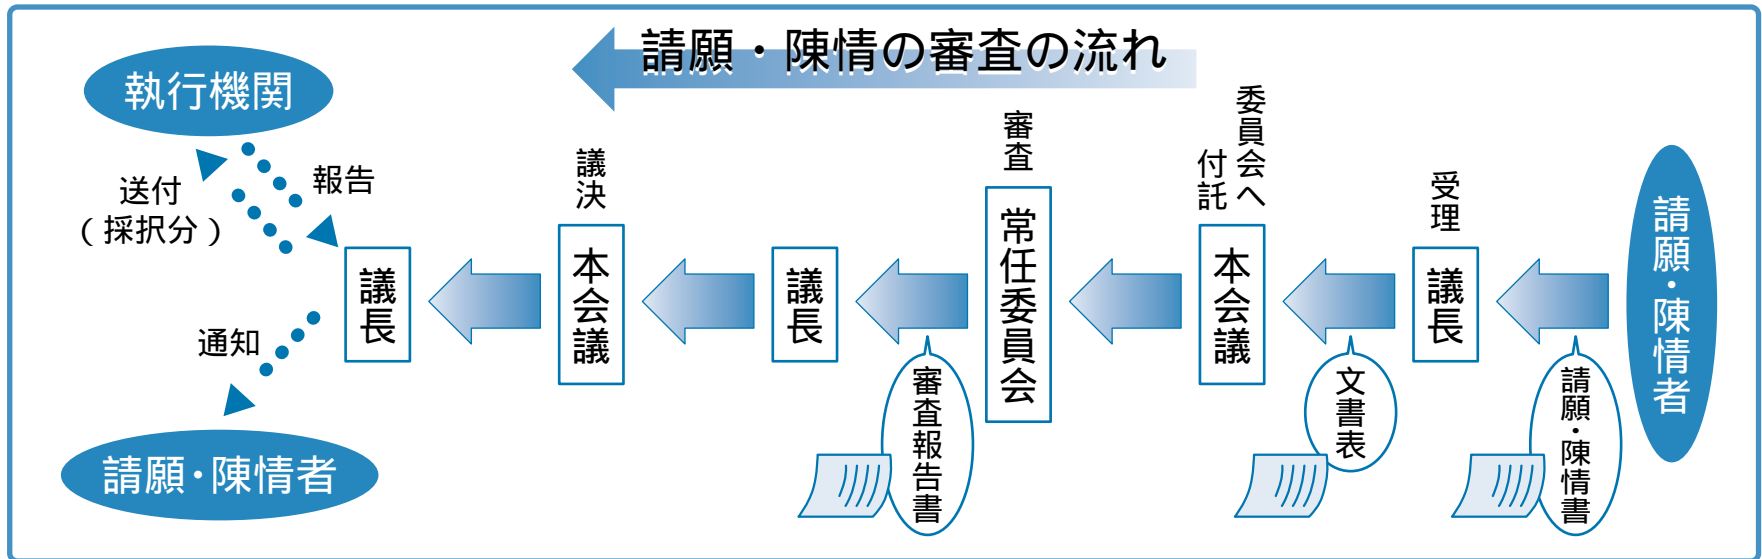 請願・陳情の審査の流れ
請願・陳情者
請願・陳情書
受理
議長
文書表
委員会へ
付託
本会議
審査
常任委員会
審査報告書
議長
議決
本会議
議長
報告
送付
（採択分）
執行機関
通知
請願・陳情者